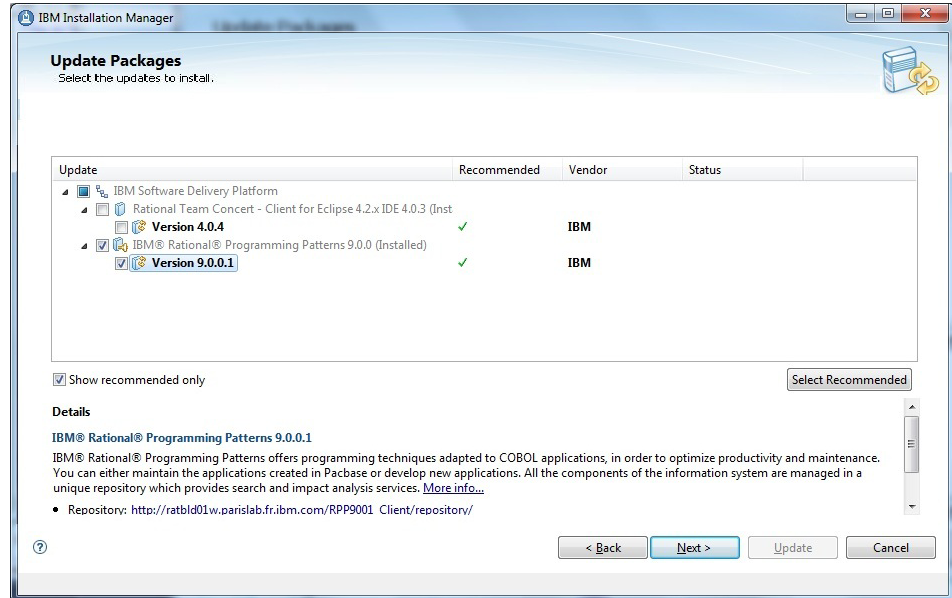 IBM Installation Manager
Update Packages
Select the updates to install.
Update Recommended Vendor Status
IBM Software Delivery Platform
Rational Team Concert - Client for Eclipse 4.2.x IDE 4.0.3 (Inst
Version 4.0.4 IBM
IBM® Rational® Programming Patterns 9.0.0 (Installed)
Version 9.0.0.1 IBM
Show recommended only
Select Recommended
Details
IBM® Rational® Programming Patterns 9.0.0.1
IBM® Rational® Programming Patterns offers programming techniques adapted to COBOL applications, in order to optimize productivity and maintenance.
You can either maintain the applications created in Pacbase or develop new applications. All the components of the information system are managed in a
unique repository which provides search and impact analysis services. More info...
• Repository: http://ratbld01w.parislab.fr.ibm.com/RPP9001_Client/repository/
? < Back Next > Update Cancel